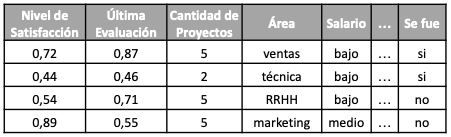 Nivel de Satisfacción Última Evaluación Cantidad de Proyectos Área Salario ... Se fue
0,72 0,87 5 ventas bajo ... si
0,44 0,46 2 técnica bajo ... si
0,54 0,71 5 RRHH bajo ... no
0,89 0,55 5 marketing medio ... no